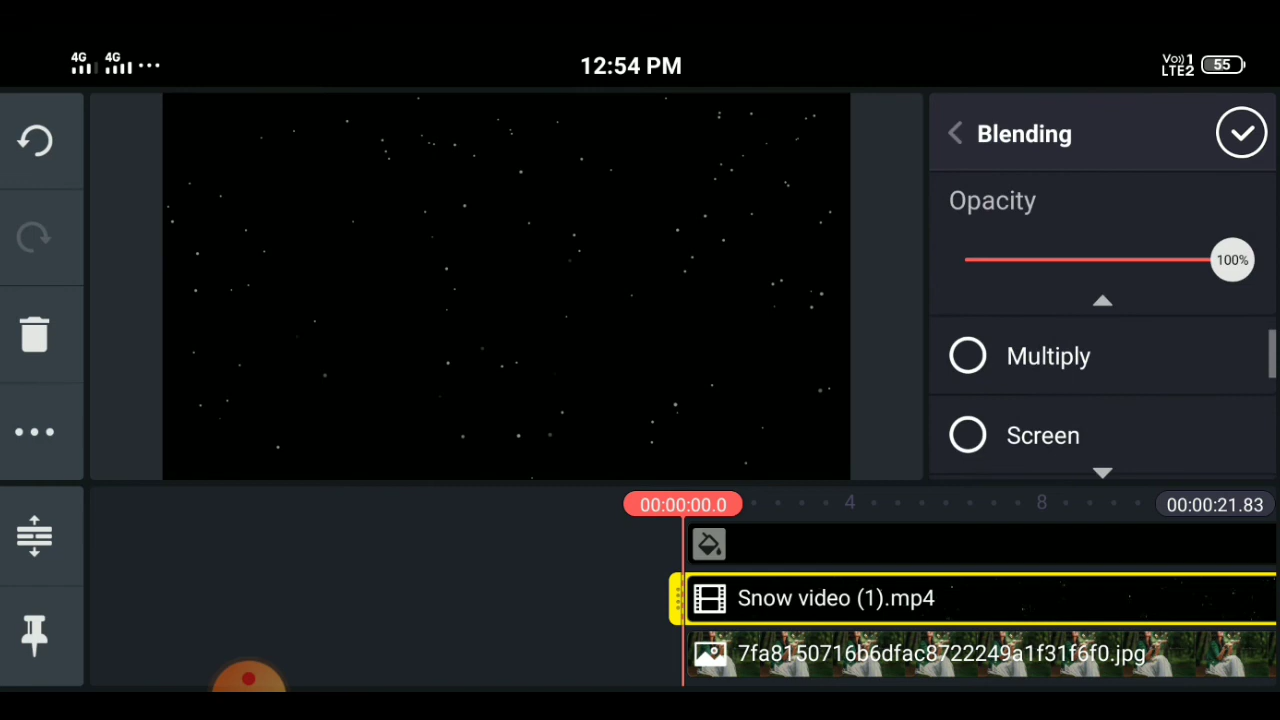 4G 4G
12:54 PM
Vo)) 1
LTE2
55
Blending
Opacity
100%
Multiply
Screen
00:00:00.0
4
8
00:00:21.83
Snow video (1).mp4
7fa8150716b6dfac8722249a1f31f6f0.jpg